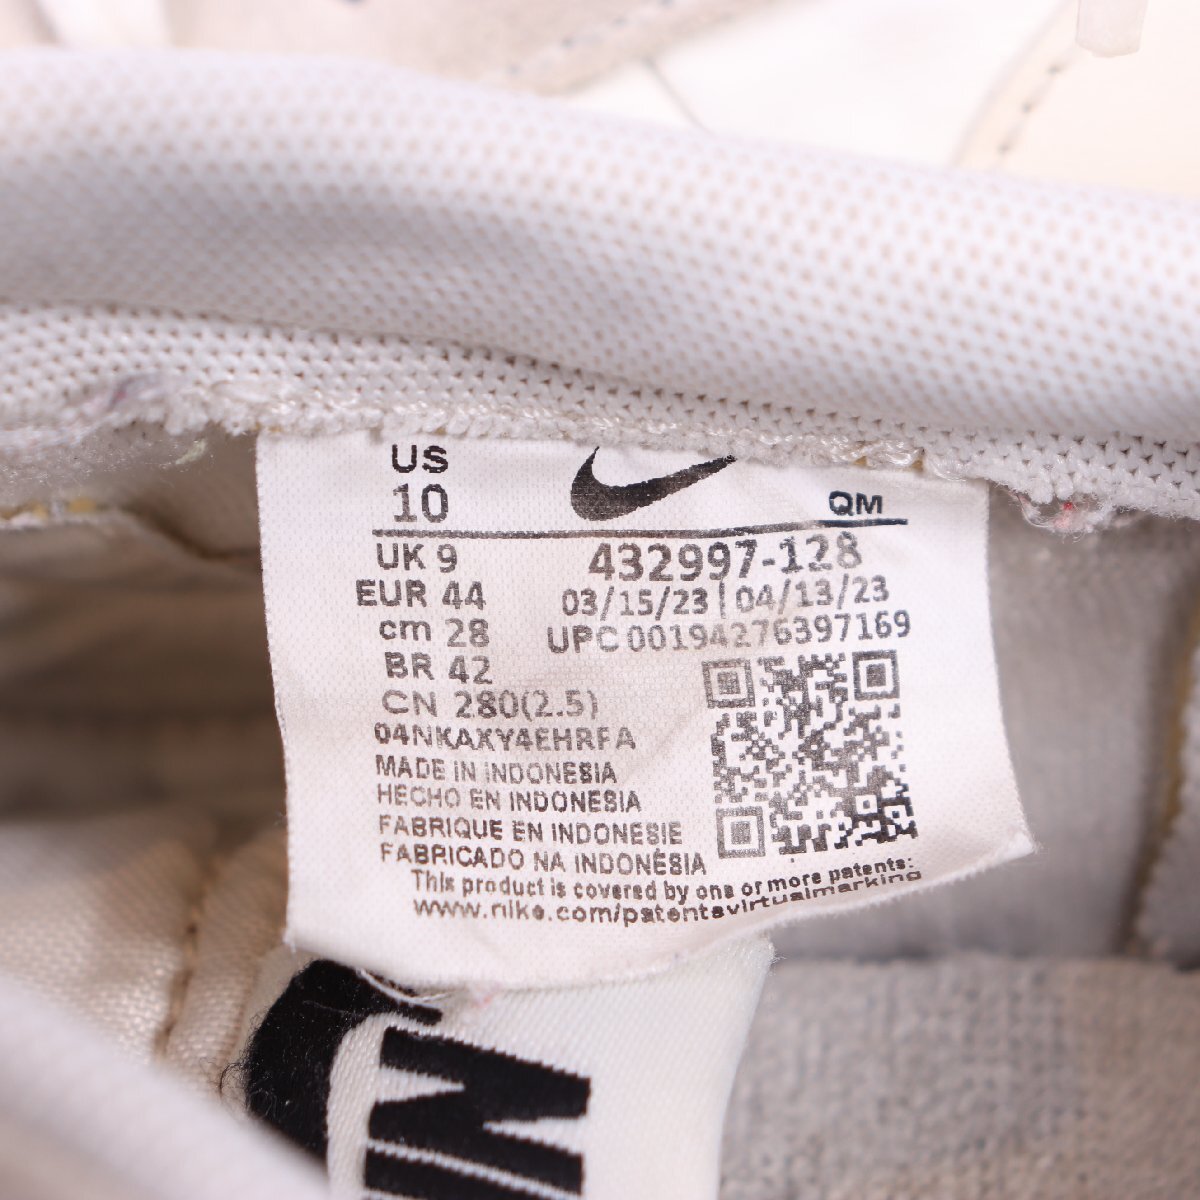 US
10
QM
UK 9
432997-128
EUR 44
03/15/23 | 04/13/23
cm 28
UPC 00194276397169
BR 42
CN 280(2.5)
04NKAXY4EHRFA
MADE IN INDONESIA
HECHO EN INDONESIA
FABRIQUE EN INDONESIE
FABRICADO NA INDONÉSIA
This product is covered by one or more patents:
www.nike.com/patentsvirtualmarking